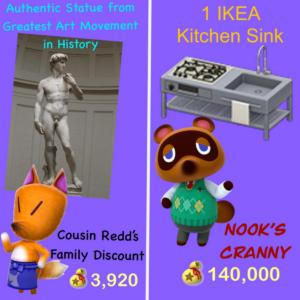 Authentic Statue from
Greatest Art Movement
in History
Cousin Redd's
Family Discount
3,920
1 IKEA
Kitchen Sink
NOOK'S
CRANNY
140,000